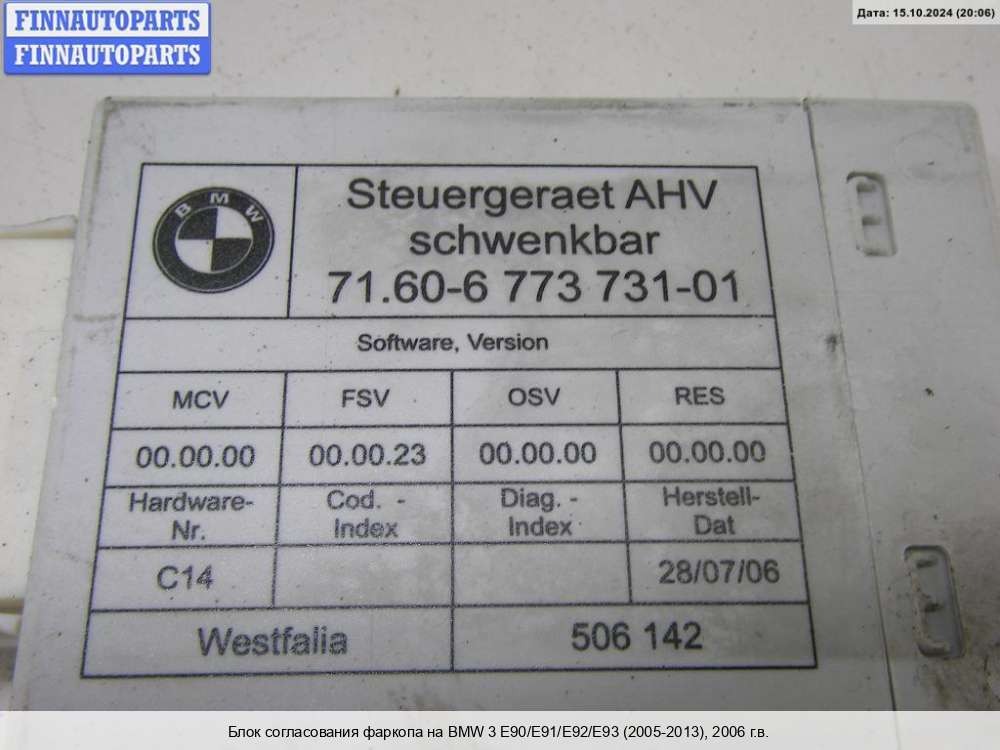 FINNAUTOPARTS
FINNAUTOPARTS
Дата: 15.10.2024 (20:06)
BMW
Steuergeraet AHV
schwenkbar
71.60-6 773 731-01
Software, Version
MCV FSV OSV RES
00.00.00 00.00.23 00.00.00 00.00.00
Hardware- Cod. - Diag. - Herstell-
Nr. Index Index Dat
C14 28/07/06
Westfalia 506 142
Блок согласования фаркопа на BMW 3 E90/E91/E92/E93 (2005-2013), 2006 г.в.